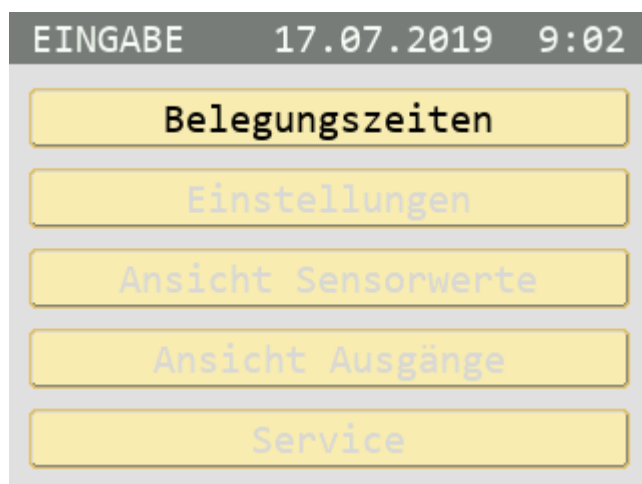 EINGABE 17.07.2019 9:02
Belegungszeiten
Einstellungen
Ansicht Sensorwerte
Ansicht Ausgänge
Service